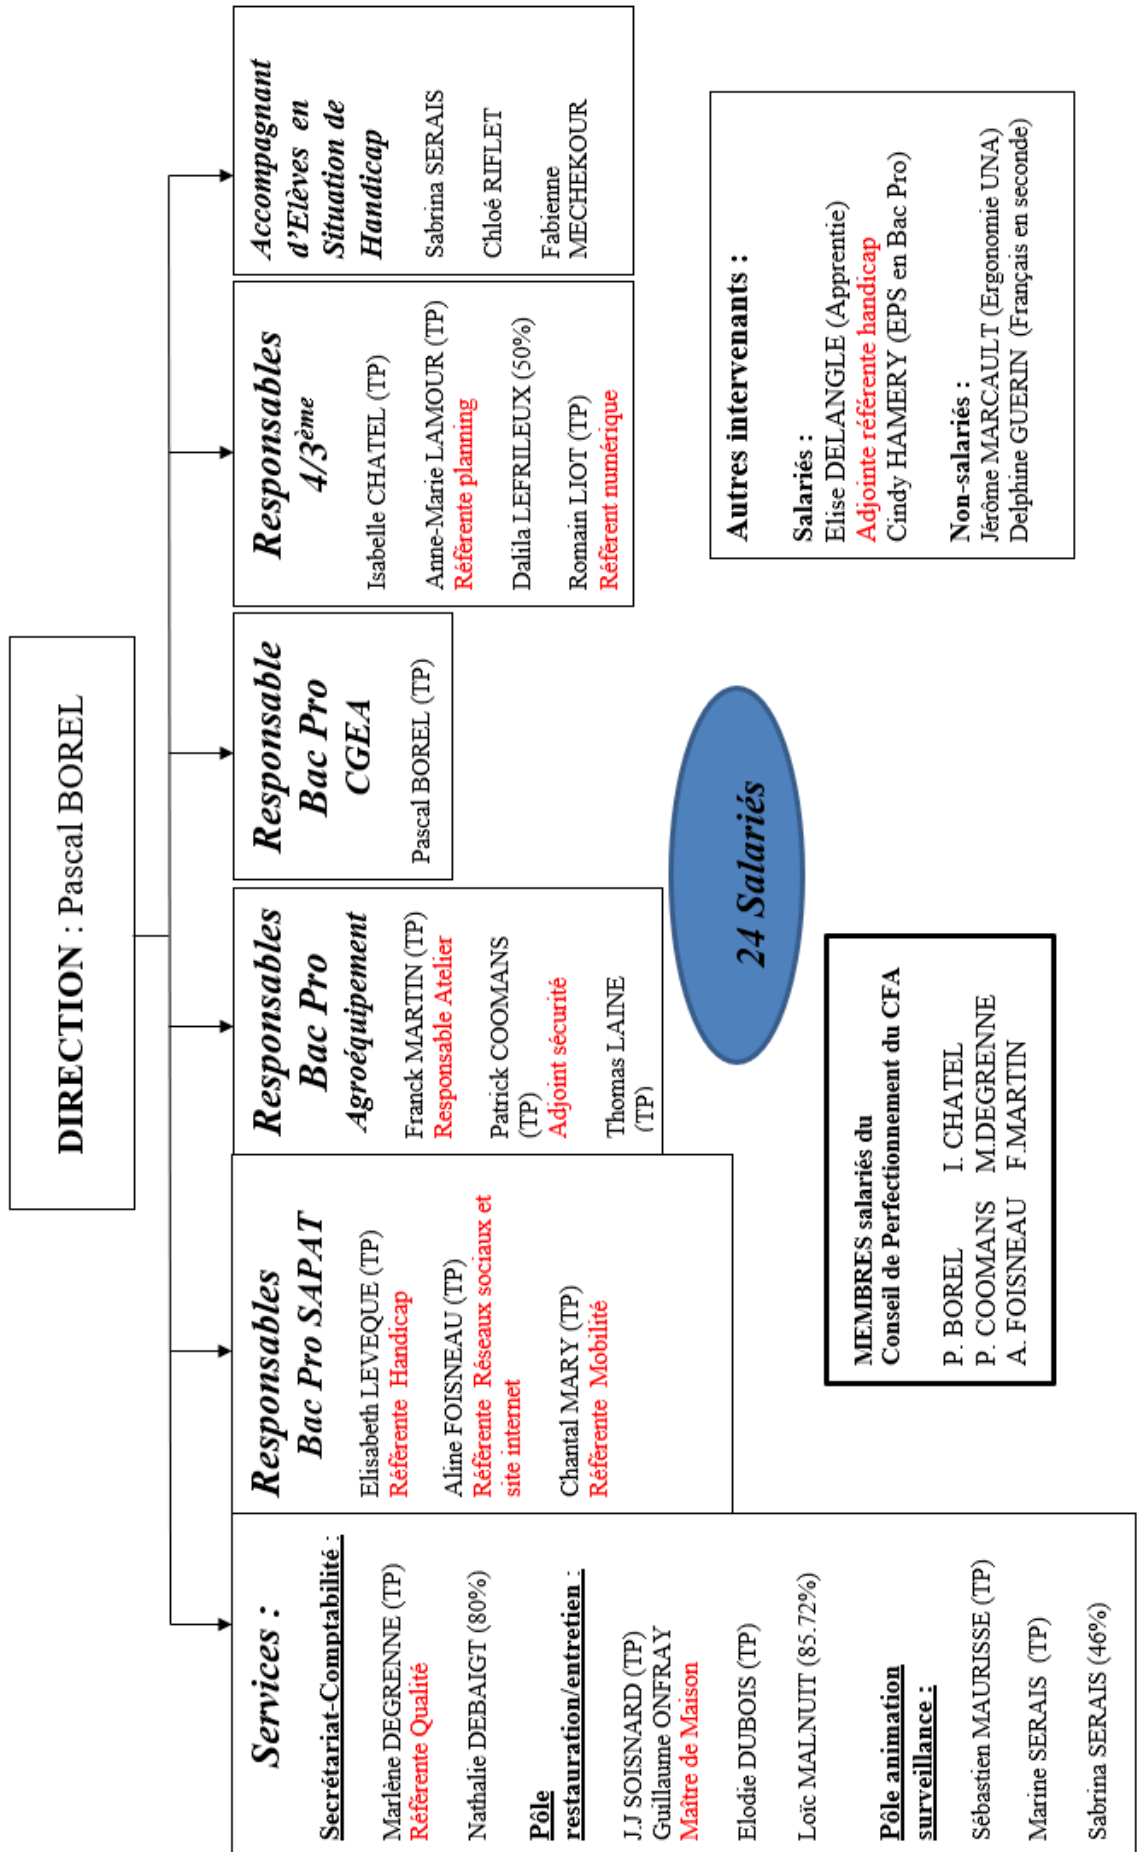 DIRECTION : Pascal BOREL
Services :
Secrétariat-Comptabilité :
Marlène DEGRENNE (TP)
Référente Qualité
Nathalie DEBAIGT (80%)
Pôle
restauration/entretien :
J.J SOISNARD (TP)
Guillaume ONFRAY
Maître de Maison
Elodie DUBOIS (TP)
Loïc MALNUIT (85.72%)
Pôle animation
surveillance :
Sébastien MAURISSE (TP)
Marine SERAIS (TP)
Sabrina SERAIS (46%)
Responsables
Bac Pro SAPAT
Elisabeth LEVEQUE (TP)
Référente Handicap
Aline FOISNEAU (TP)
Référente Réseaux sociaux et
site internet
Chantal MARY (TP)
Référente Mobilité
Responsables
Bac Pro
Agroéquipement
Franck MARTIN (TP)
Responsable Atelier
Patrick COOMANS
(TP)
Adjoint sécurité
Thomas LAINE
(TP)
Responsable
Bac Pro
CGEA
Pascal BOREL (TP)
Responsables
4/3ème
Isabelle CHATEL (TP)
Anne-Marie LAMOUR (TP)
Référente planning
Dalila LEFRILEUX (50%)
Romain LIOT (TP)
Référent numérique
Accompagnant
d'Elèves en
Situation de
Handicap
Sabrina SERAIS
Chloé RIFLET
Fabienne
MECHEKOUR
24 Salariés
MEMBRES salariés du
Conseil de Perfectionnement du CFA
P. BOREL I. CHATEL
P. COOMANS M.DEGRENNE
A. FOISNEAU F.MARTIN
Autres intervenants :
Salariés :
Elise DELANGLE (Apprentie)
Adjointe référente handicap
Cindy HAMERY (EPS en Bac Pro)
Non-salariés :
Jérôme MARCAULT (Ergonomie UNA)
Delphine GUERIN (Français en seconde)